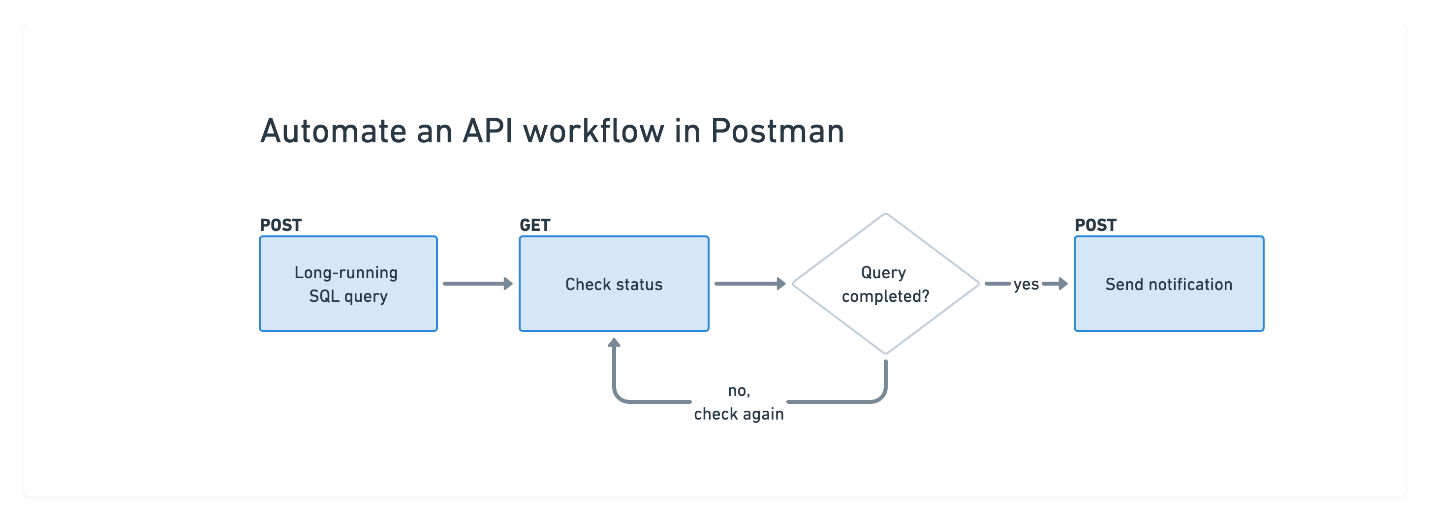 Automate an API workflow in Postman
POST
Long-running
SQL query
GET
Check status
Query
completed?
yes
POST
Send notification
no,
check again